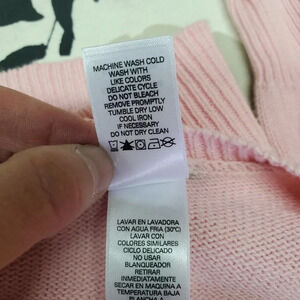 MACHINE WASH COLD
WASH WITH
LIKE COLORS
DELICATE CYCLE
DO NOT BLEACH
REMOVE PROMPTLY
TUMBLE DRY LOW
COOL IRON
IF NECESSARY
DO NOT DRY CLEAN
LAVAR EN LAVADORA
CON AGUA FRIA (30°C)
LAVAR CON
COLORES SIMILARES
CICLO DELICADO
NO USAR
BLANQUEADOR
RETIRAR
INMEDIATAMENTE
SECAR EN MAQUINA A
TEMPERATURA BAJA
PLANCHA A